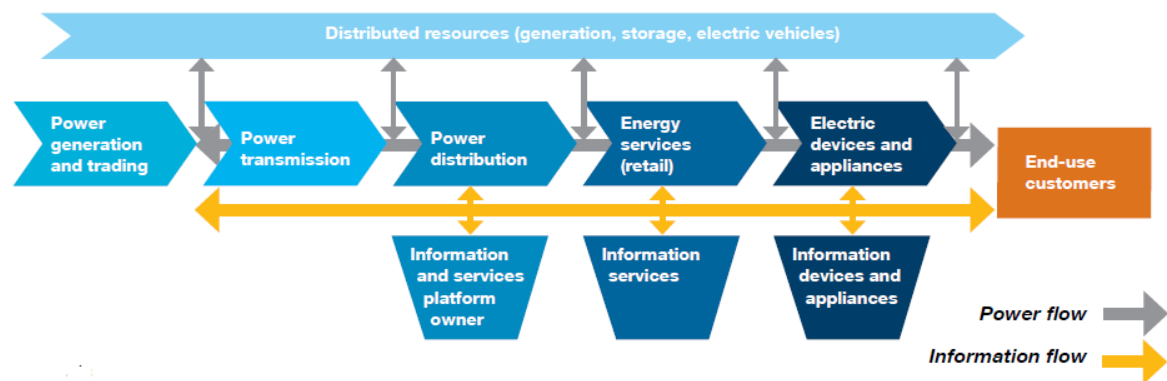 Distributed resources (generation, storage, electric vehicles)
Power
generation
and trading
Power
transmission
Power
distribution
Energy
services
(retail)
Electric
devices and
appliances
End-use
customers
Information
and services
platform
owner
Information
services
Information
devices and
appliances
Power flow
Information flow